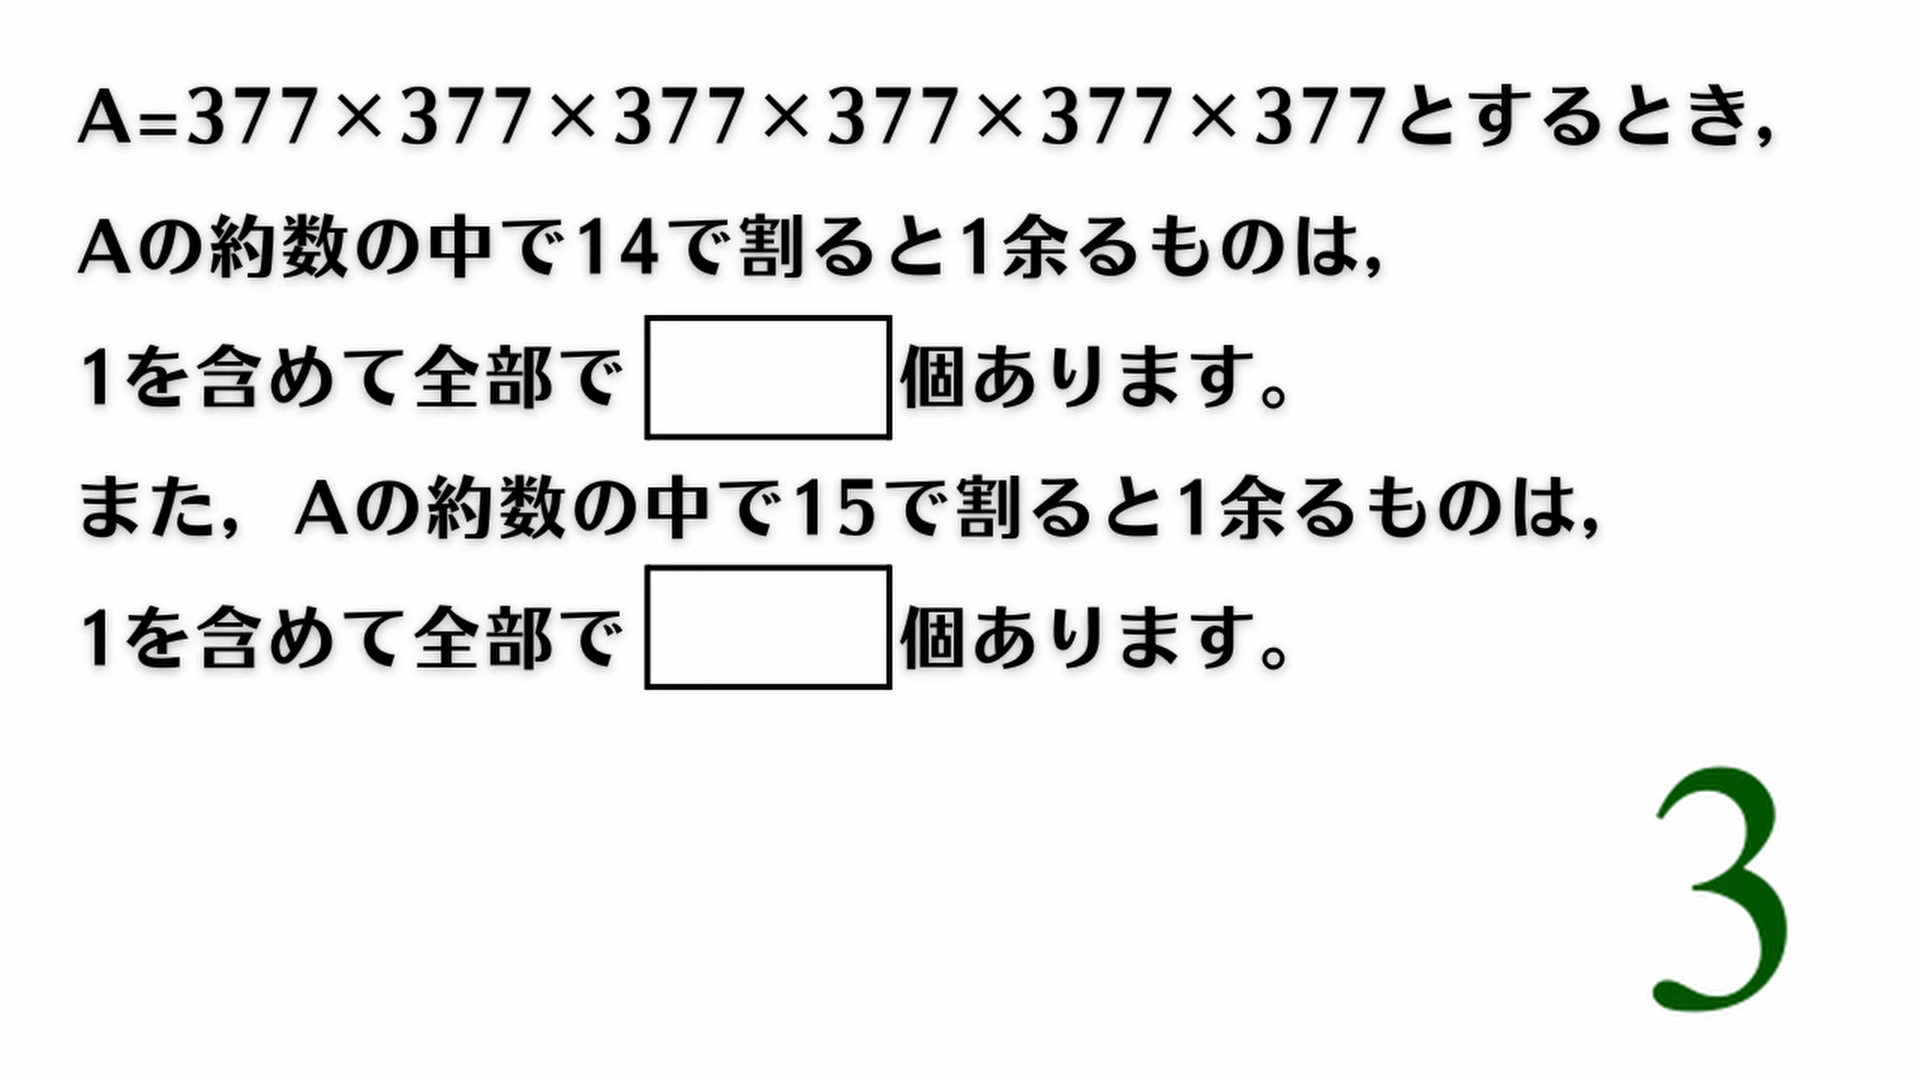 A=377×377×377×377×377×377とするとき,
Aの約数の中で14で割ると1余るものは,
1を含めて全部で 個あります。
また, Aの約数の中で15で割ると1余るものは,
1を含めて全部で 個あります。
3